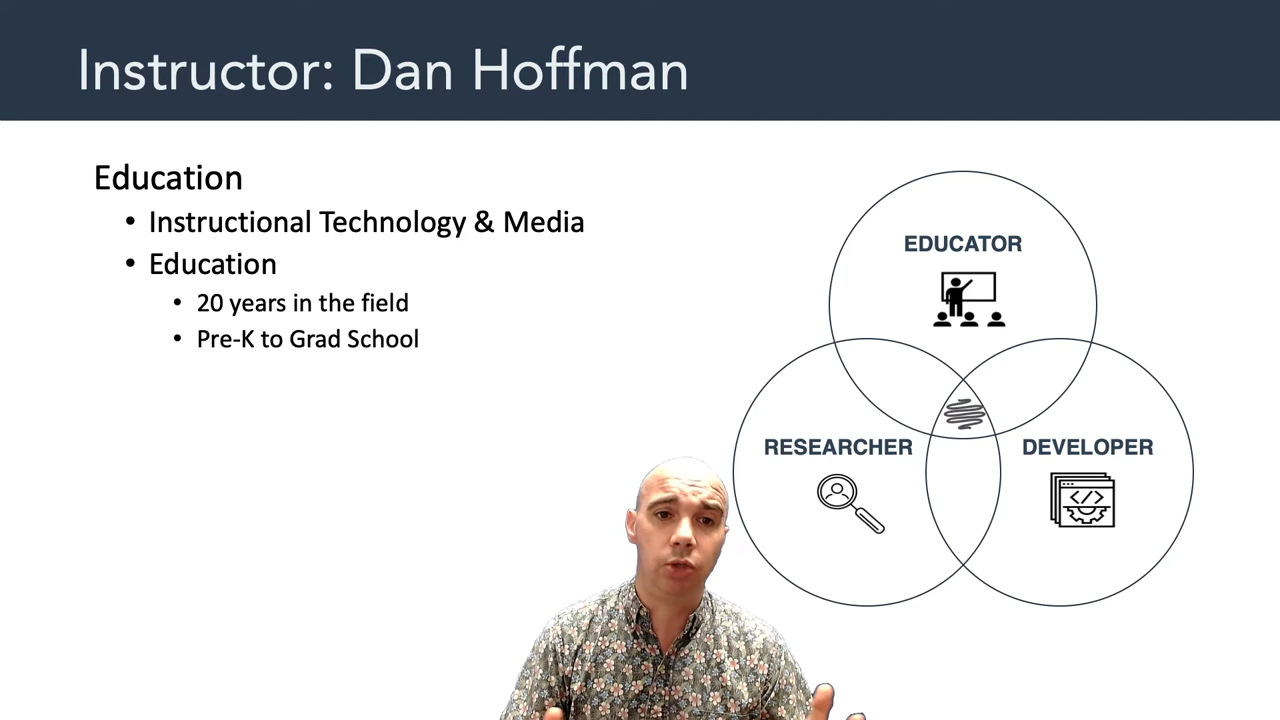 Instructor: Dan Hoffman
Education
• Instructional Technology & Media
• Education
• 20 years in the field
• Pre-K to Grad School
EDUCATOR
RESEARCHER
DEVELOPER